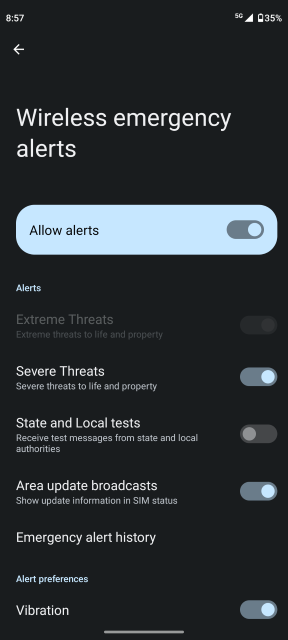 8:57
5G
35%
Wireless emergency
alerts
Allow alerts
Alerts
Extreme Threats
Extreme threats to life and property
Severe Threats
Severe threats to life and property
State and Local tests
Receive test messages from state and local
authorities
Area update broadcasts
Show update information in SIM status
Emergency alert history
Alert preferences
Vibration